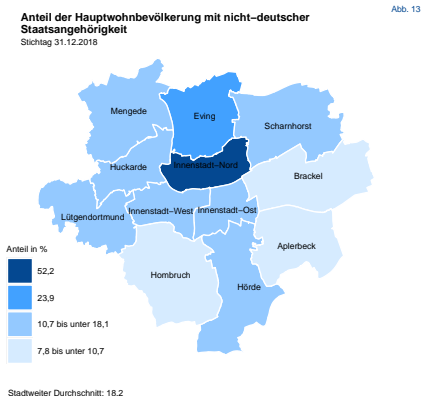 Abb. 13
Anteil der Hauptwohnbevölkerung mit nicht−deutscher
Staatsangehörigkeit
Stichtag 31.12.2018
Mengede
Eving
Scharnhorst
Huckarde
Innenstadt−Nord
Brackel
Lütgendortmund
Innenstadt−West
Innenstadt−Ost
Aplerbeck
Hombruch
Hörde
Anteil in %
52,2
23,9
10,7 bis unter 18,1
7,8 bis unter 10,7
Stadtweiter Durchschnitt: 18.2